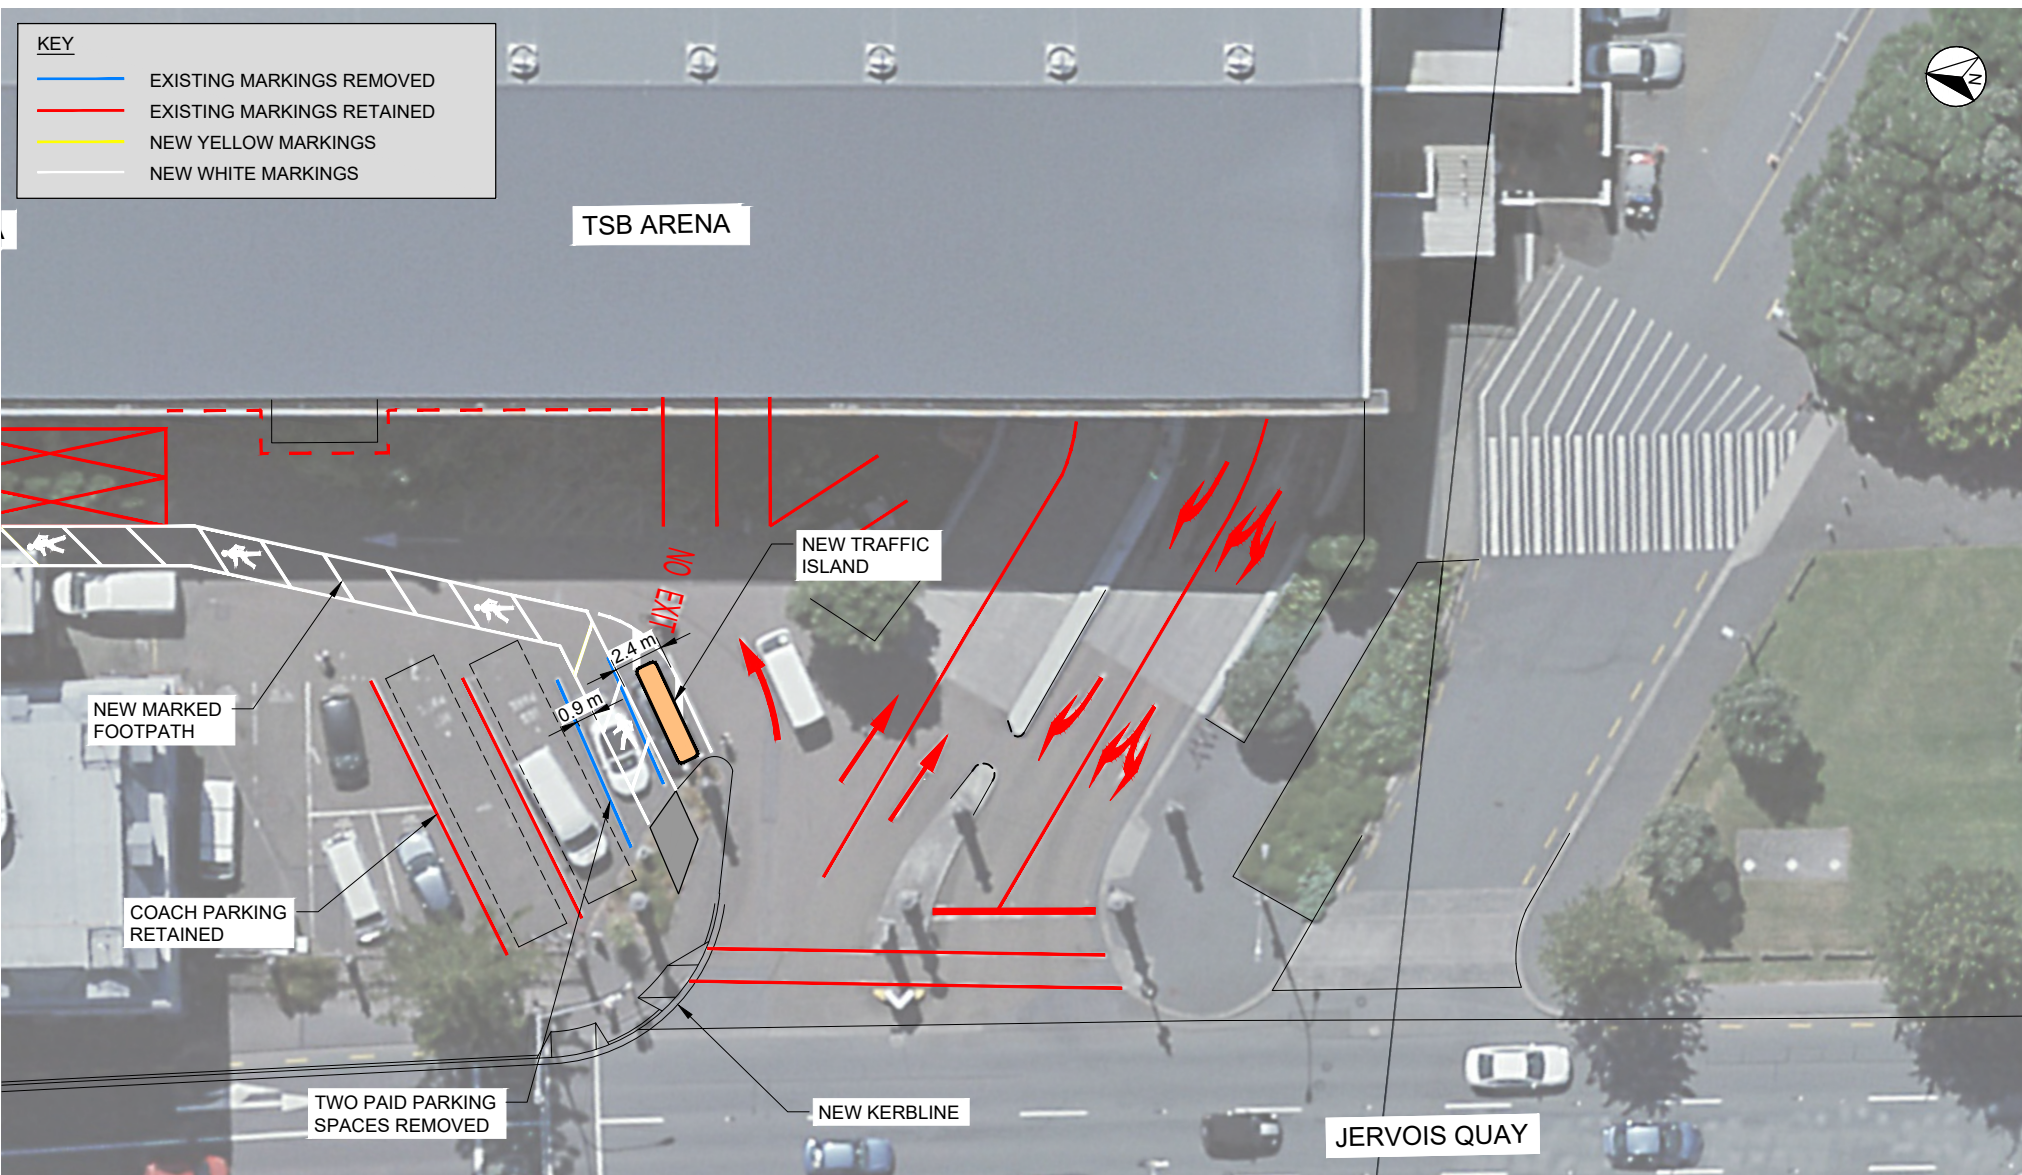 KEY
EXISTING MARKINGS REMOVED
EXISTING MARKINGS RETAINED
NEW YELLOW MARKINGS
NEW WHITE MARKINGS
N
TSB ARENA
NEW TRAFFIC
ISLAND
NO EXIT
2.4 m
0.9 m
NEW MARKED
FOOTPATH
COACH PARKING
RETAINED
TWO PAID PARKING
SPACES REMOVED
NEW KERBLINE
JERVOIS QUAY